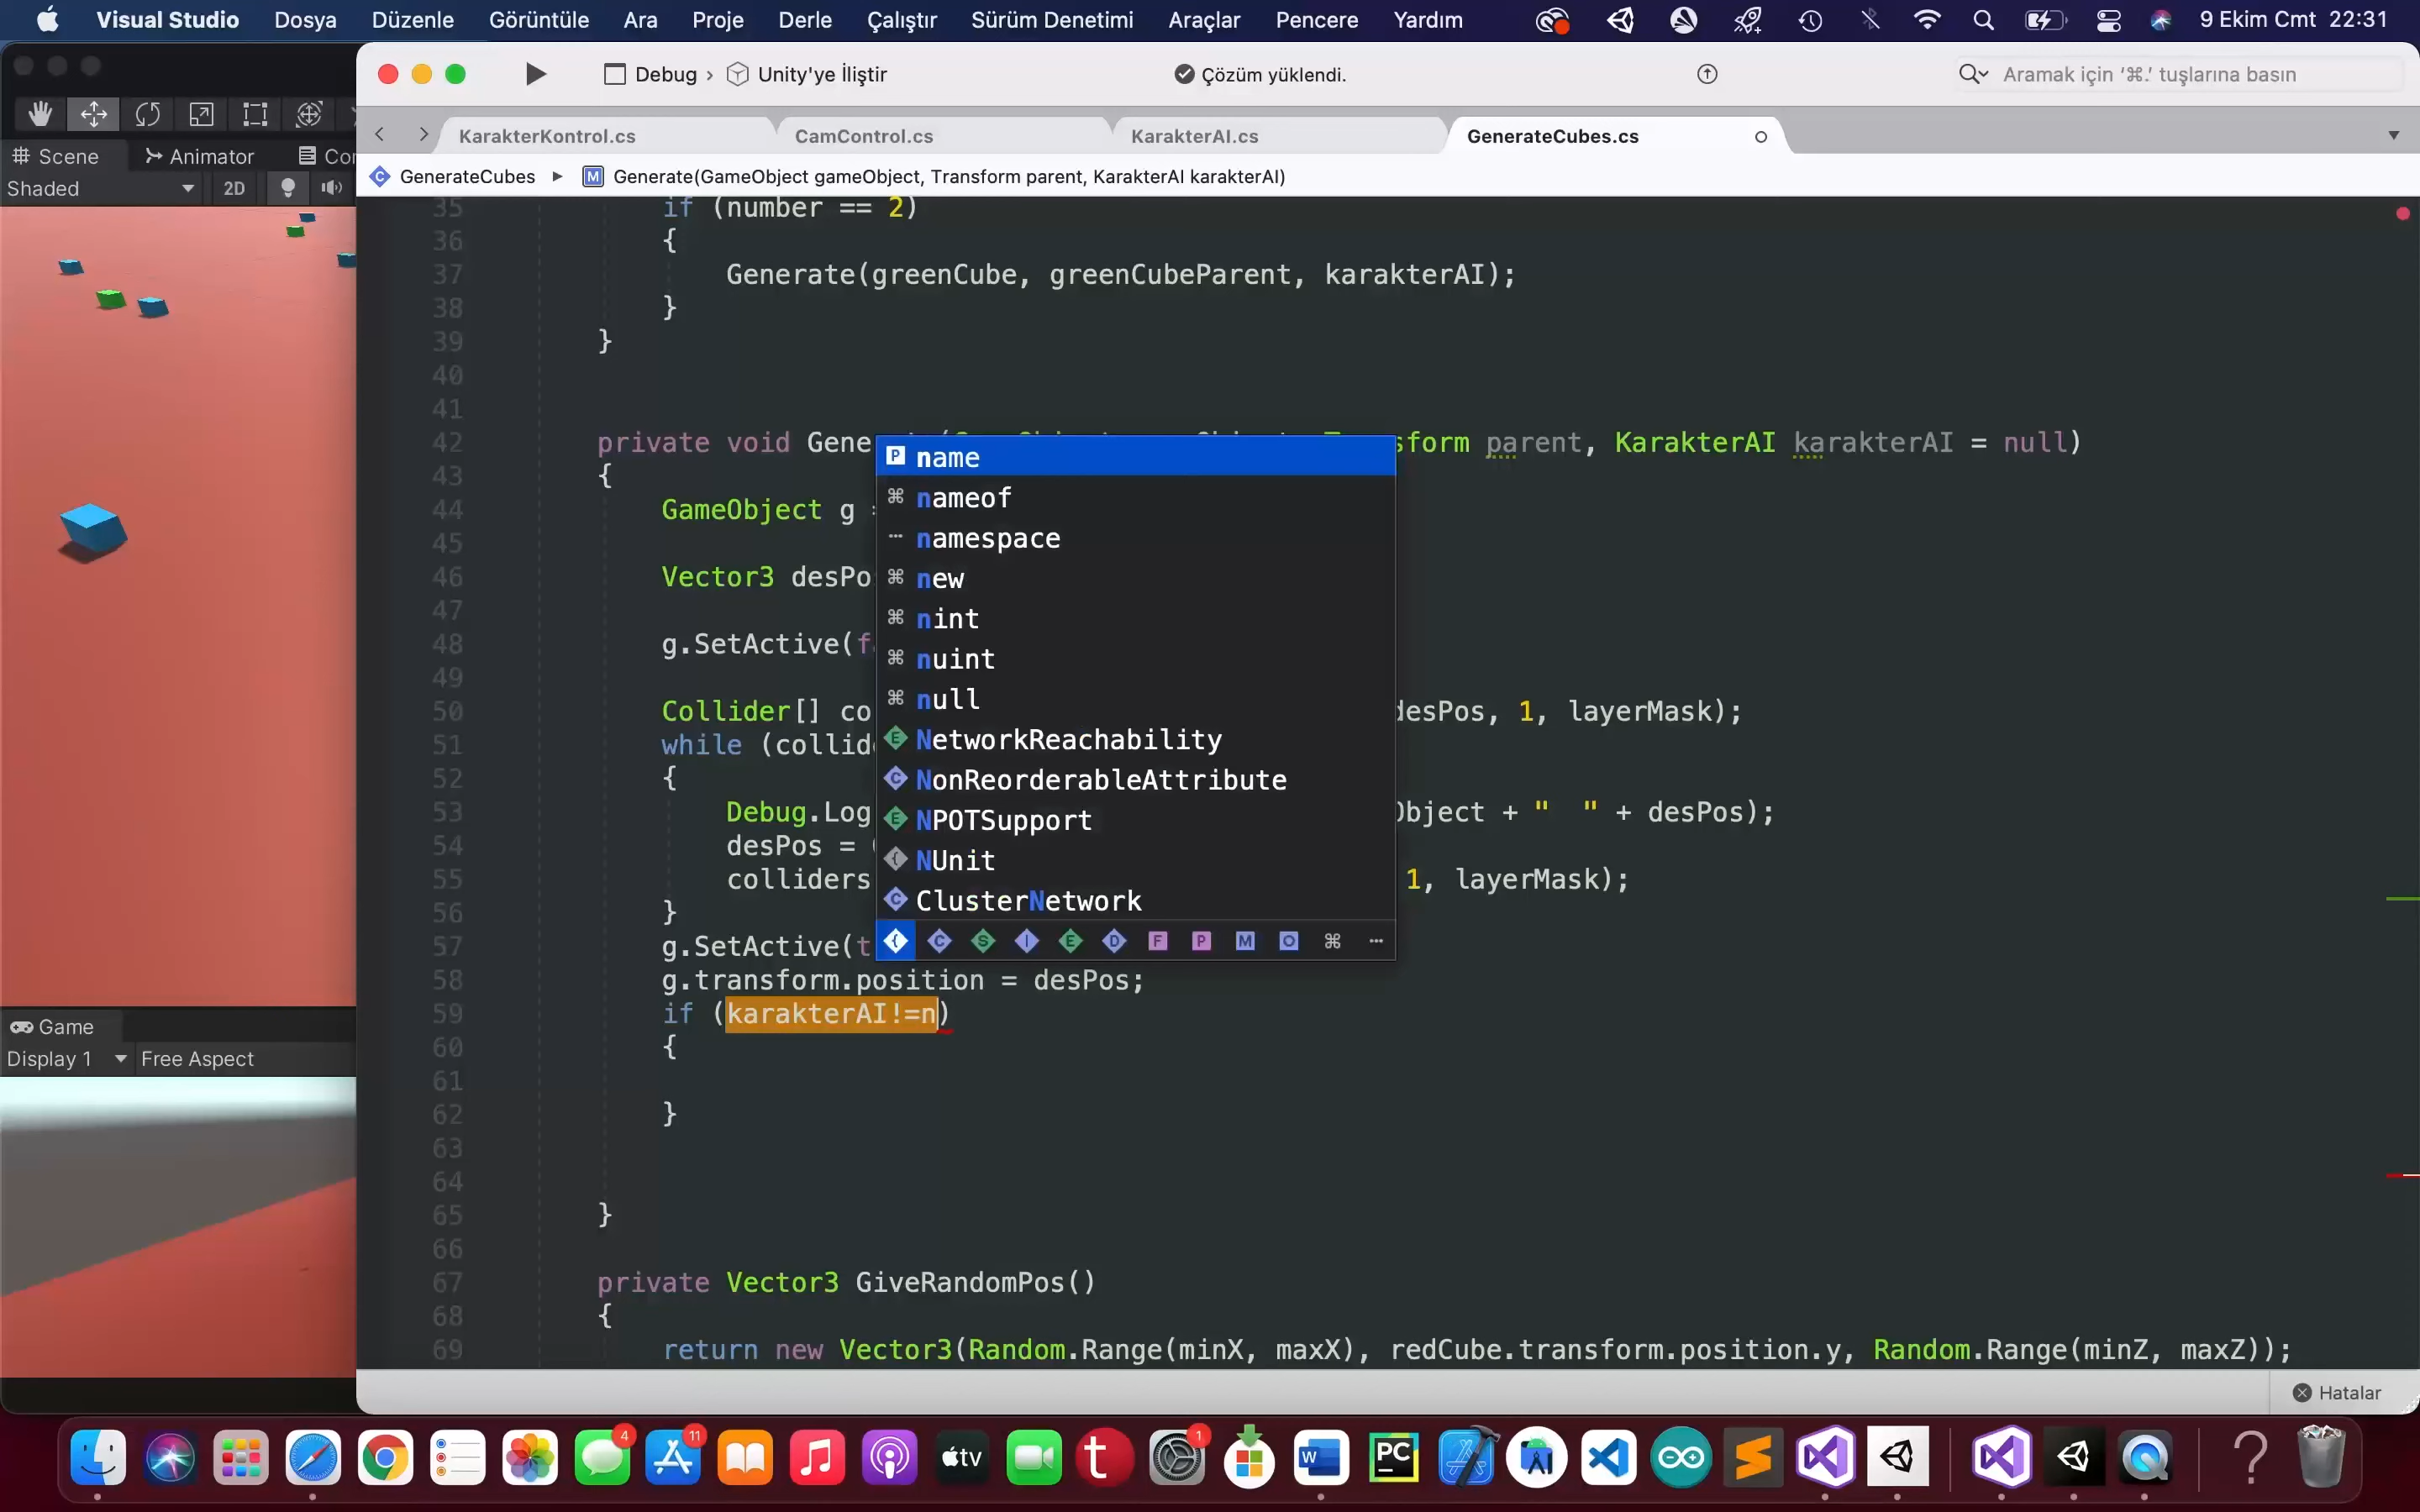 Visual Studio Dosya Düzenle Görüntüle Ara Proje Derle Çalıştır Sürüm Denetimi Araçlar Pencere Yardım 9 Ekim Cmt 22:31
Debug › Unity'ye İliştir Çözüm yüklendi. Aramak için '⌘.' tuşlarına basın
KarakterKontrol.cs CamControl.cs KarakterAI.cs GenerateCubes.cs
GenerateCubes Generate(GameObject gameObject, Transform parent, KarakterAI karakterAI)
Scene Animator Con
Shaded 2D
Game
Display 1 Free Aspect
35 if (number == 2)
36 {
37 Generate(greenCube, greenCubeParent, karakterAI);
38 }
39 }
40
41
42 private void Gene sform parent, KarakterAI karakterAI = null)
43 {
44 GameObject g
45
46 Vector3 desPo
47
48 g.SetActive(f
49
50 Collider[] co desPos, 1, layerMask);
51 while (collid
52 {
53 Debug.Log Object + " " + desPos);
54 desPos =
55 colliders 1, layerMask);
56 }
57 g.SetActive(t
58 g.transform.position = desPos;
59 if (karakterAI!=n)
60 {
61
62 }
63
64
65 }
66
67 private Vector3 GiveRandomPos()
68 {
69 return new Vector3(Random.Range(minX, maxX), redCube.transform.position.y, Random.Range(minZ, maxZ));
name
nameof
namespace
new
nint
nuint
null
NetworkReachability
NonReorderableAttribute
NPOTSupport
NUnit
ClusterNetwork
Hatalar
4 11 tv t 1 W PC